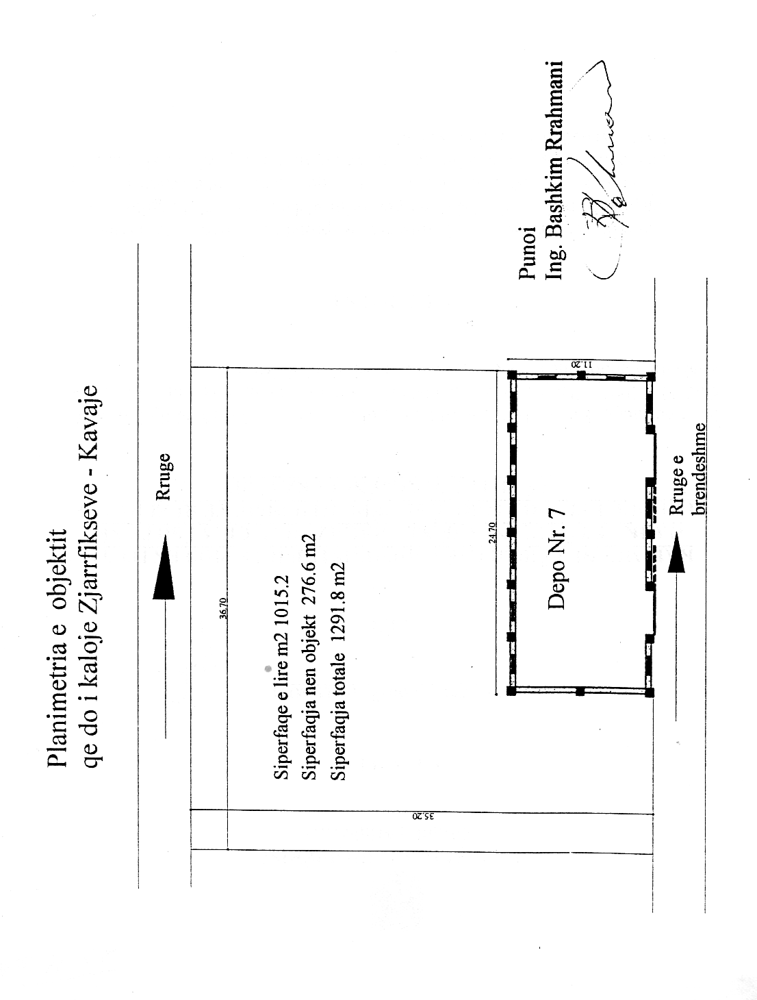 Planimetria e objektit
qe do i kaloje Zjarrfikseve - Kavaje
Rruge
36.70
Siperfaqe e lire m2 1015.2
Siperfaqja nen objekt 276.6 m2
Siperfaqja totale 1291.8 m2
35.20
24.70
11.20
Depo Nr. 7
Rruge e
brendeshme
Punoi
Ing. Bashkim Rrahmani